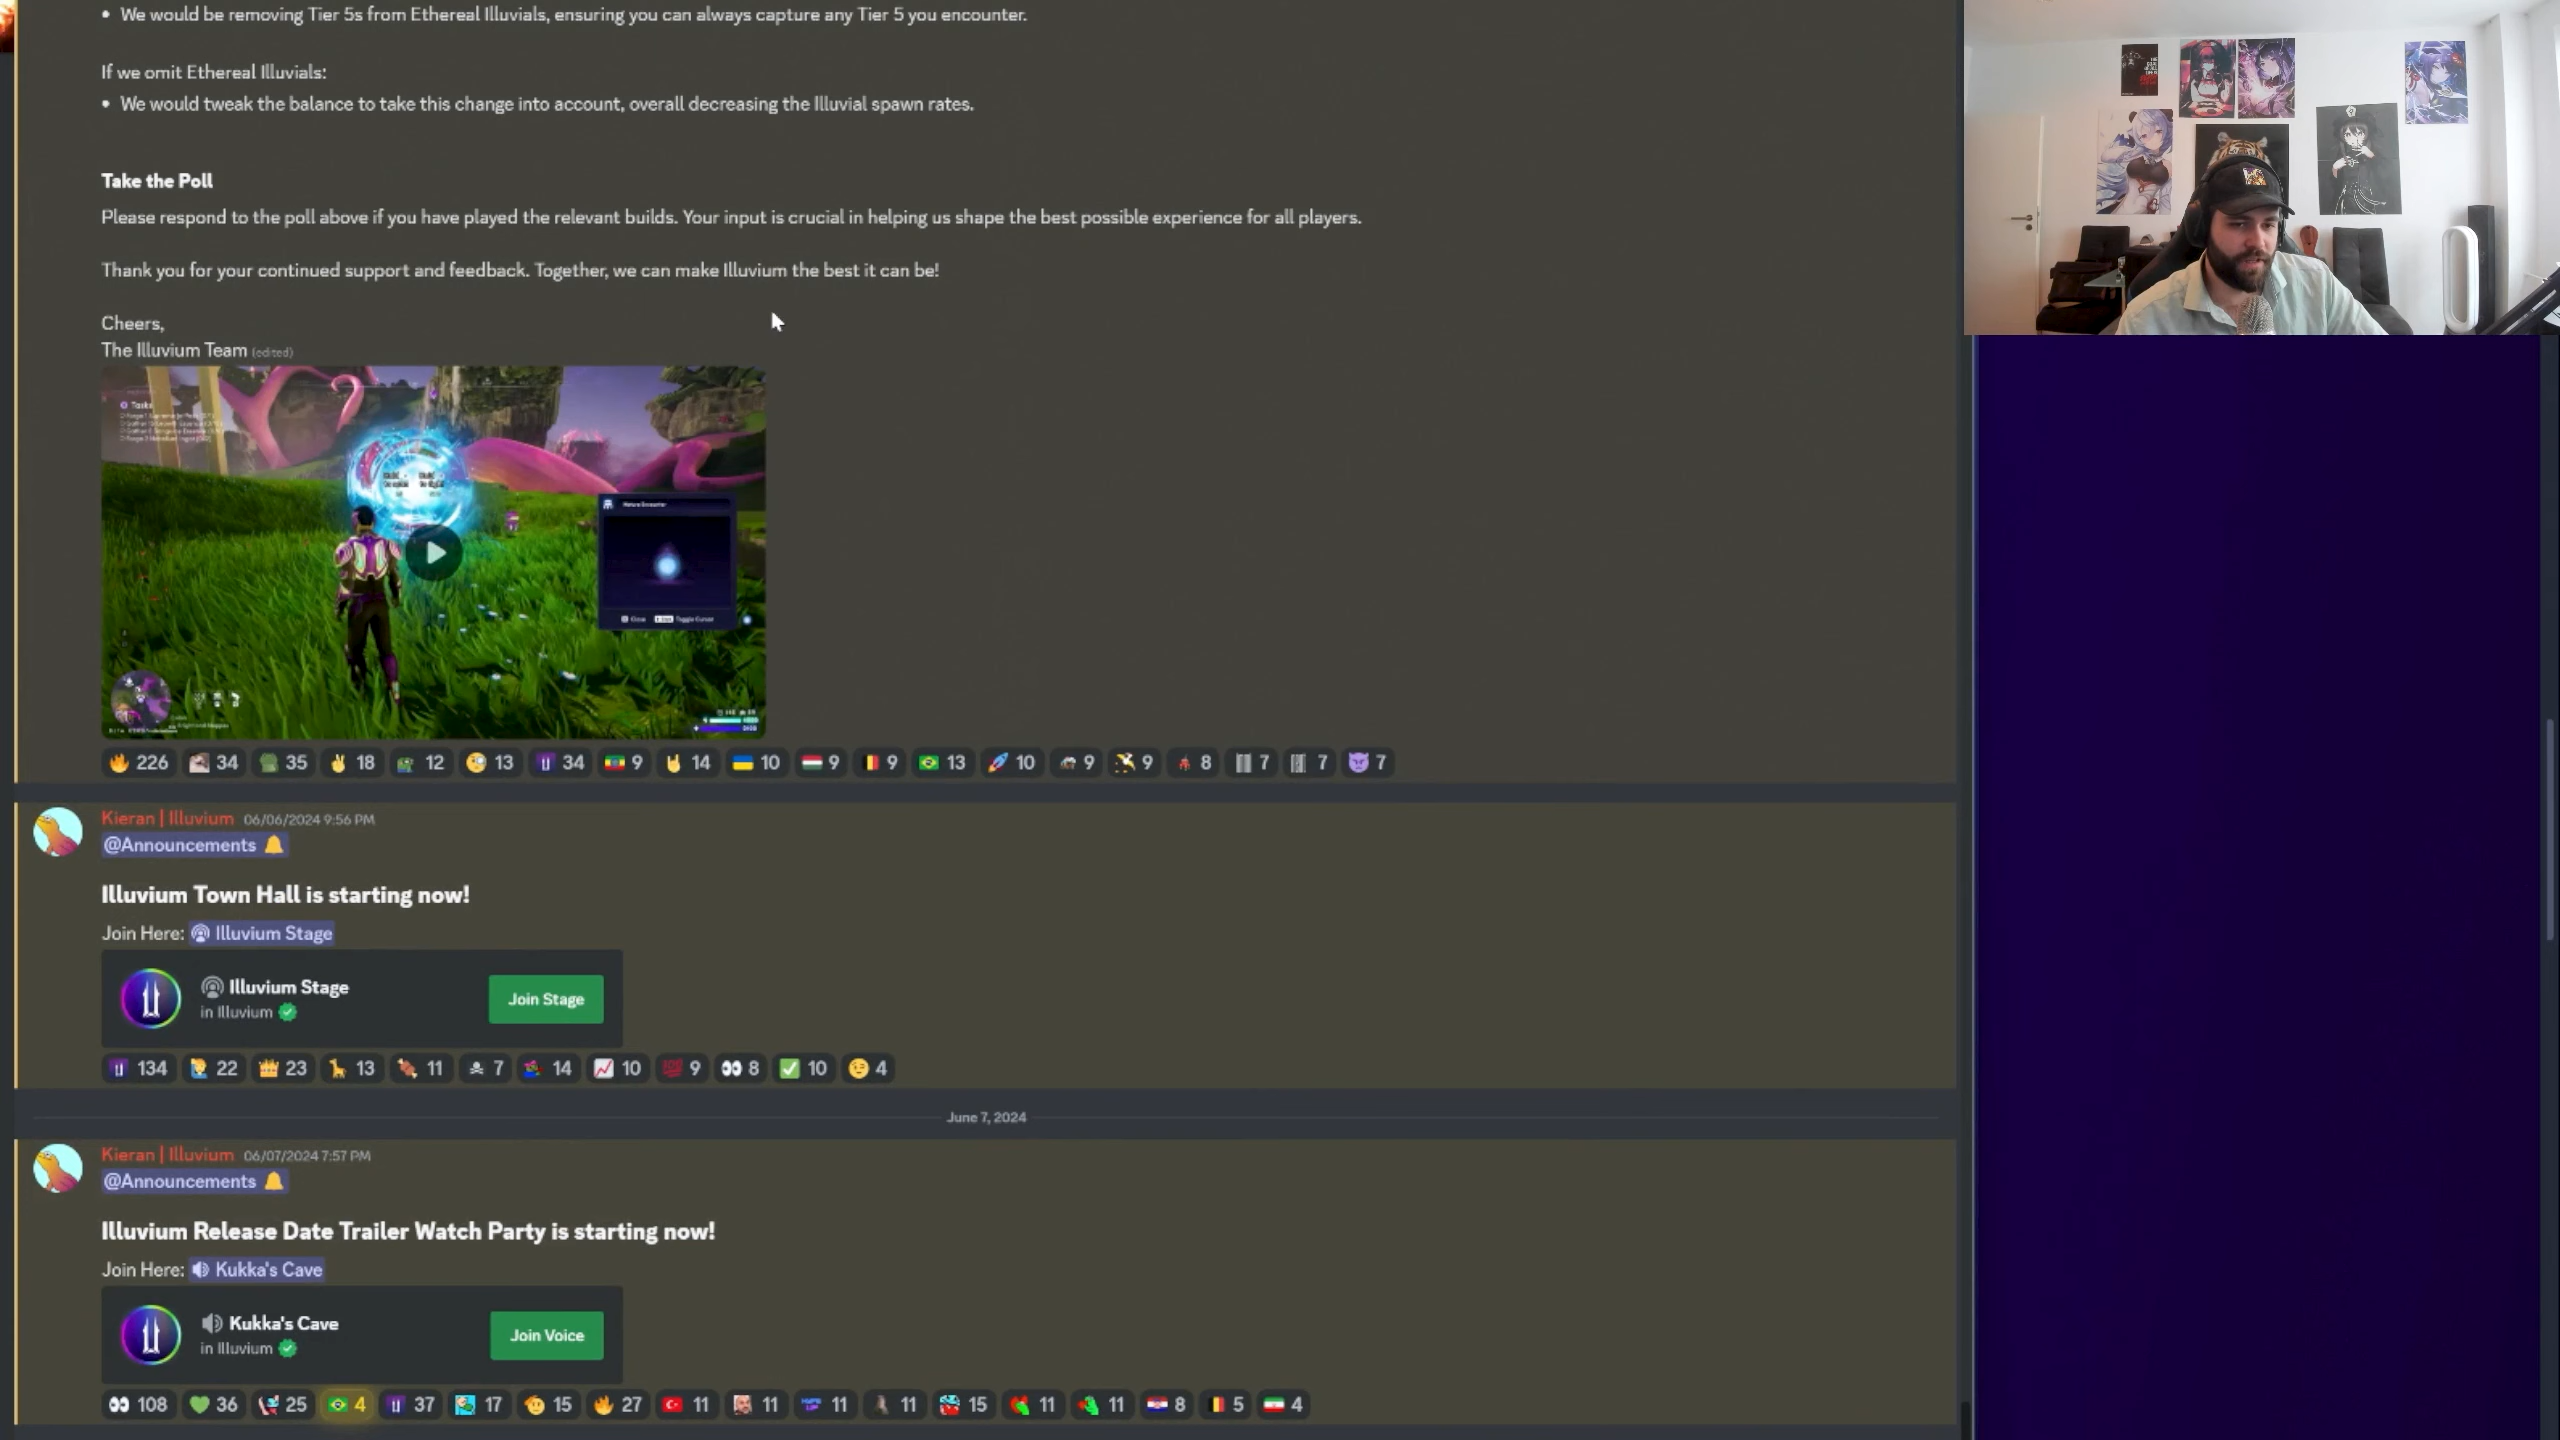 • We would be removing Tier 5s from Ethereal Illuvials, ensuring you can always capture any Tier 5 you encounter.
If we omit Ethereal Illuvials:
• We would tweak the balance to take this change into account, overall decreasing the Illuvial spawn rates.
Take the Poll
Please respond to the poll above if you have played the relevant builds. Your input is crucial in helping us shape the best possible experience for all players.
Thank you for your continued support and feedback. Together, we can make Illuvium the best it can be!
Cheers,
The Illuvium Team (edited)
Tasks
226 34 35 18 12 13 34 9 14 10 9 9 13 10 9 9 8 7 7 7
Kieran | Illuvium 06/06/2024 9:56 PM
@Announcements
Illuvium Town Hall is starting now!
Join Here: Illuvium Stage
Illuvium Stage
in Illuvium
Join Stage
134 22 23 13 11 7 14 10 9 8 10 4
June 7, 2024
Kieran | Illuvium 06/07/2024 7:57 PM
@Announcements
Illuvium Release Date Trailer Watch Party is starting now!
Join Here: Kukka's Cave
Kukka's Cave
in Illuvium
Join Voice
108 36 25 4 37 17 15 27 11 11 11 11 15 11 11 8 5 4